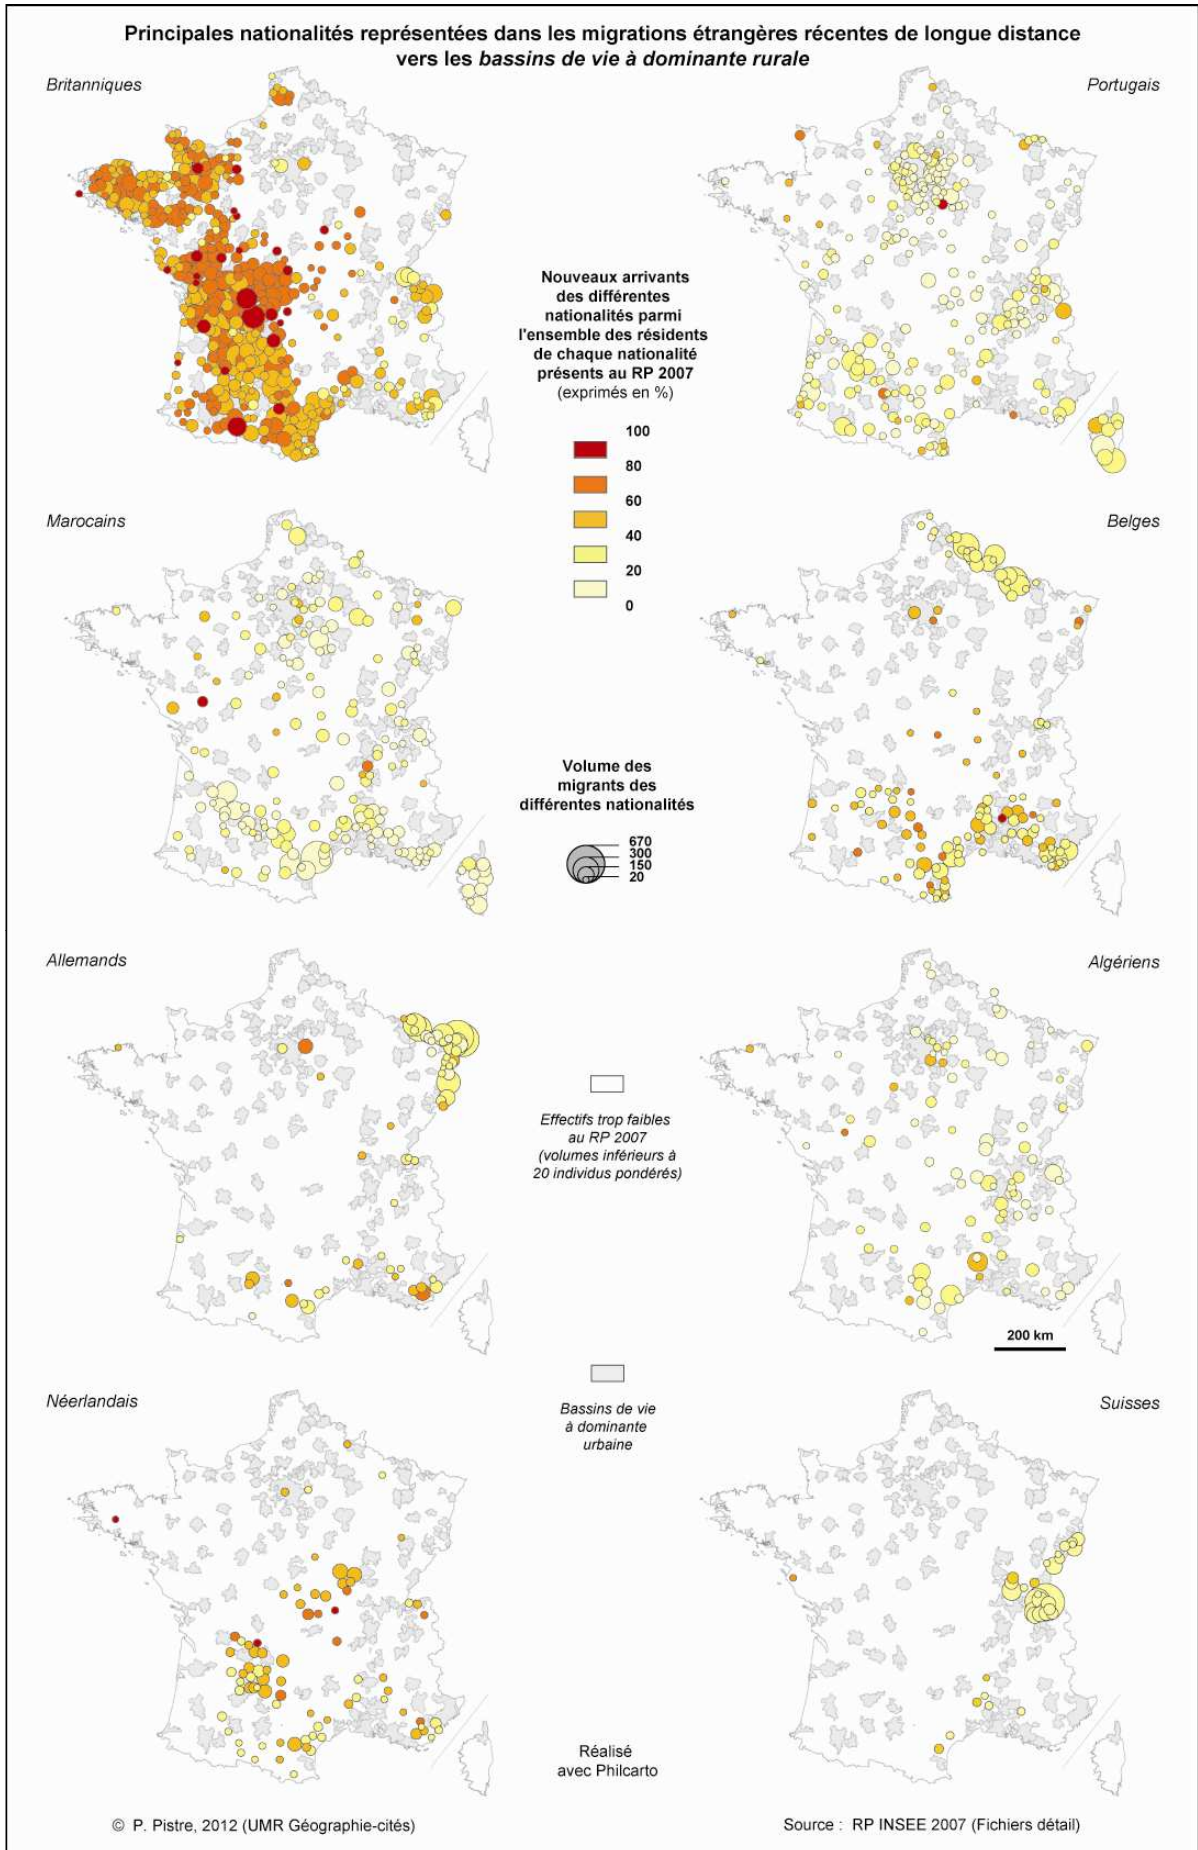 Principales nationalités représentées dans les migrations étrangères récentes de longue distance
vers les bassins de vie à dominante rurale
Britanniques
Portugais
Nouveaux arrivants
des différentes
nationalités parmi
l'ensemble des résidents
de chaque nationalité
présents au RP 2007
(exprimés en %)
100
80
60
40
20
0
Marocains
Belges
Volume des
migrants des
différentes nationalités
670
300
150
20
Allemands
Algériens
Effectifs trop faibles
au RP 2007
(volumes inférieurs à
20 individus pondérés)
200 km
Néerlandais
Suisses
Bassins de vie
à dominante
urbaine
Réalisé
avec Philcarto
© P. Pistre, 2012 (UMR Géographie-cités)
Source : RP INSEE 2007 (Fichiers détail)